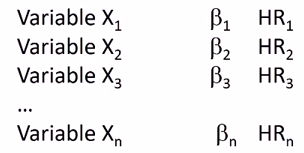 Variable X₁ β₁ HR₁
Variable X₂ β₂ HR₂
Variable X₃ β₃ HR₃
...
Variable Xₙ βₙ HRₙ